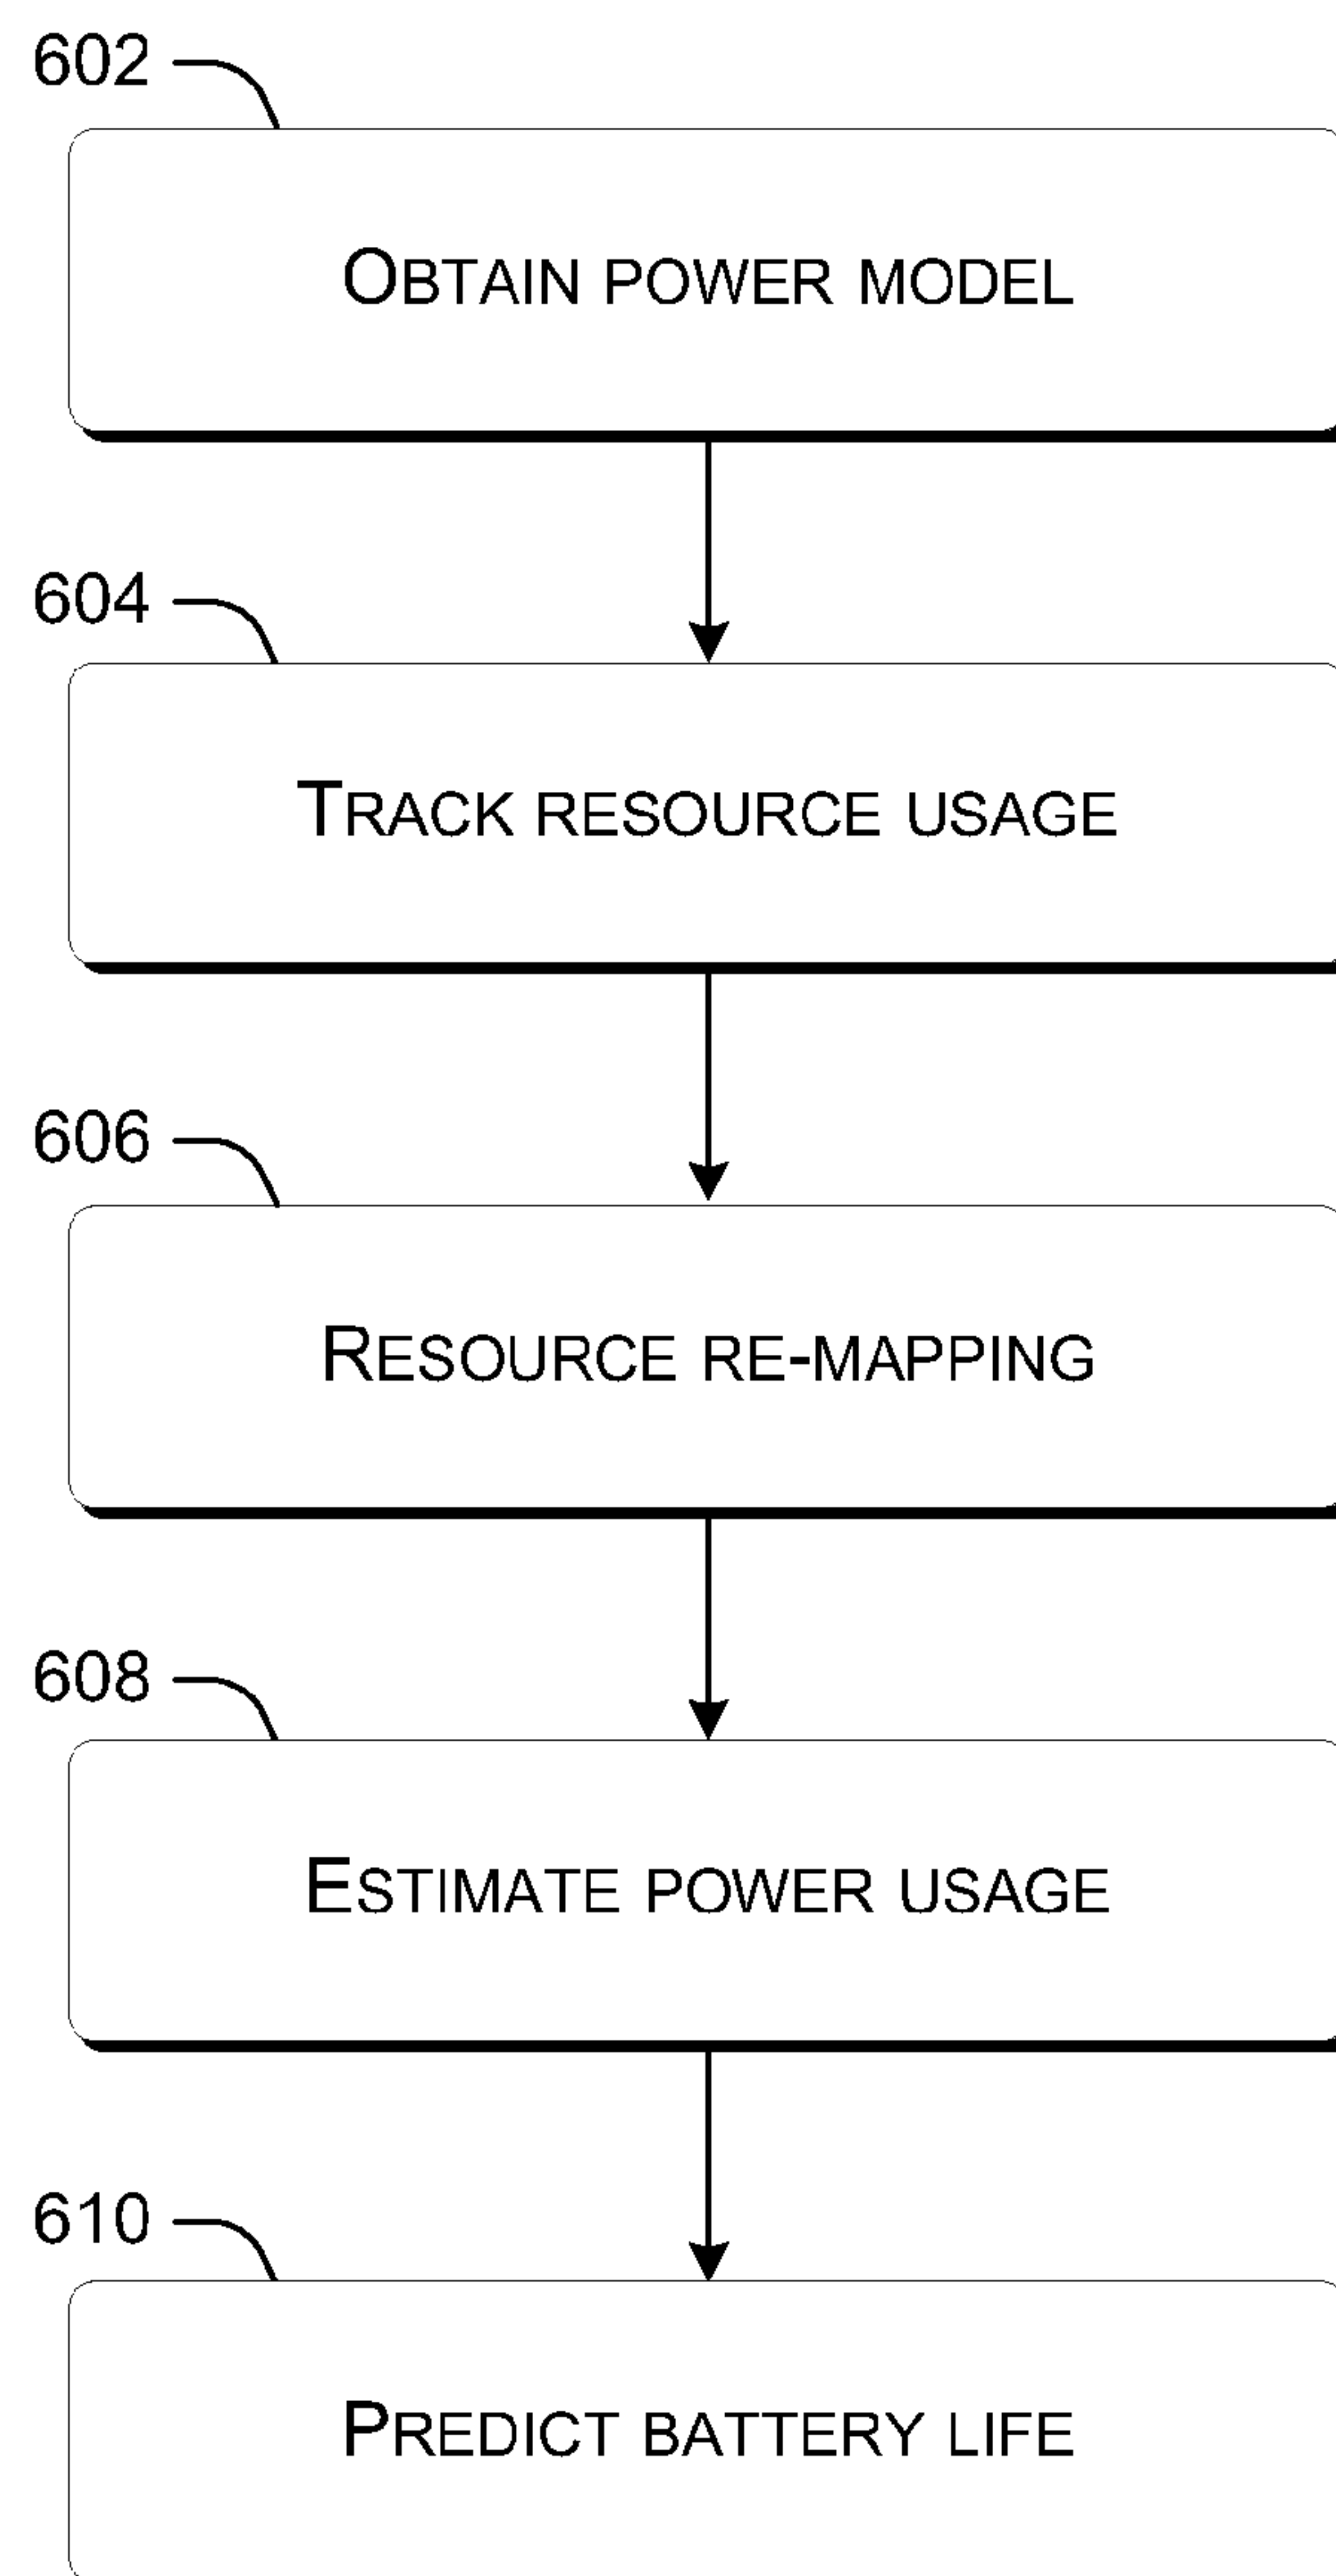 602
OBTAIN POWER MODEL
604
TRACK RESOURCE USAGE
606
RESOURCE RE-MAPPING
608
ESTIMATE POWER USAGE
610
PREDICT BATTERY LIFE